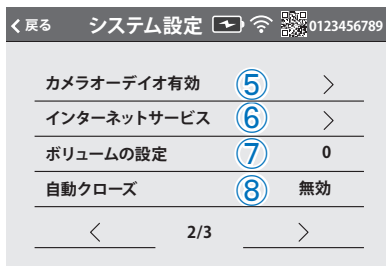 < 戻る システム設定 0123456789
カメラオーデイオ有効 ⑤ >
インターネットサービス ⑥ >
ボリュームの設定 ⑦ 0
自動クローズ ⑧ 無効
< 2/3 >